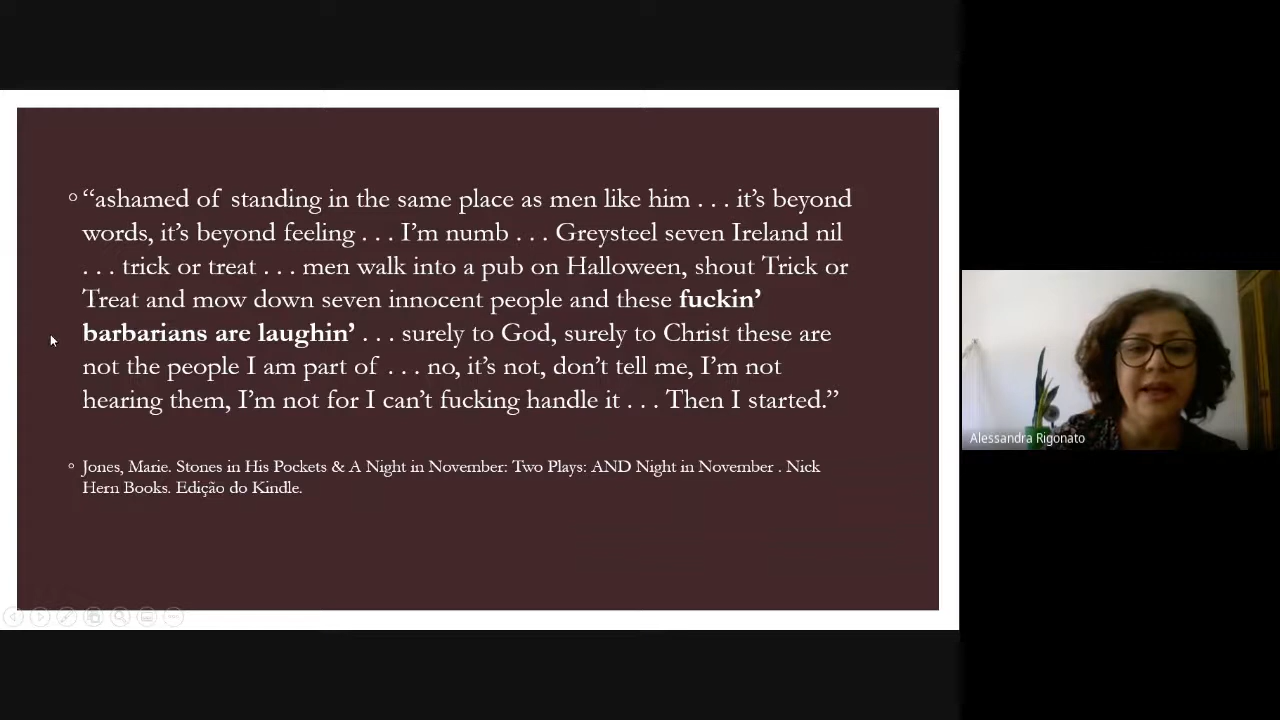 “ashamed of standing in the same place as men like him . . . it’s beyond
words, it’s beyond feeling . . . I’m numb . . . Greysteel seven Ireland nil
. . . trick or treat . . . men walk into a pub on Halloween, shout Trick or
Treat and mow down seven innocent people and these fuckin’
barbarians are laughin’ . . . surely to God, surely to Christ these are
not the people I am part of . . . no, it’s not, don’t tell me, I’m not
hearing them, I’m not for I can’t fucking handle it . . . Then I started.”
Jones, Marie. Stones in His Pockets & A Night in November: Two Plays: AND Night in November . Nick
Hern Books. Edição do Kindle.
Alessandra Rigonato